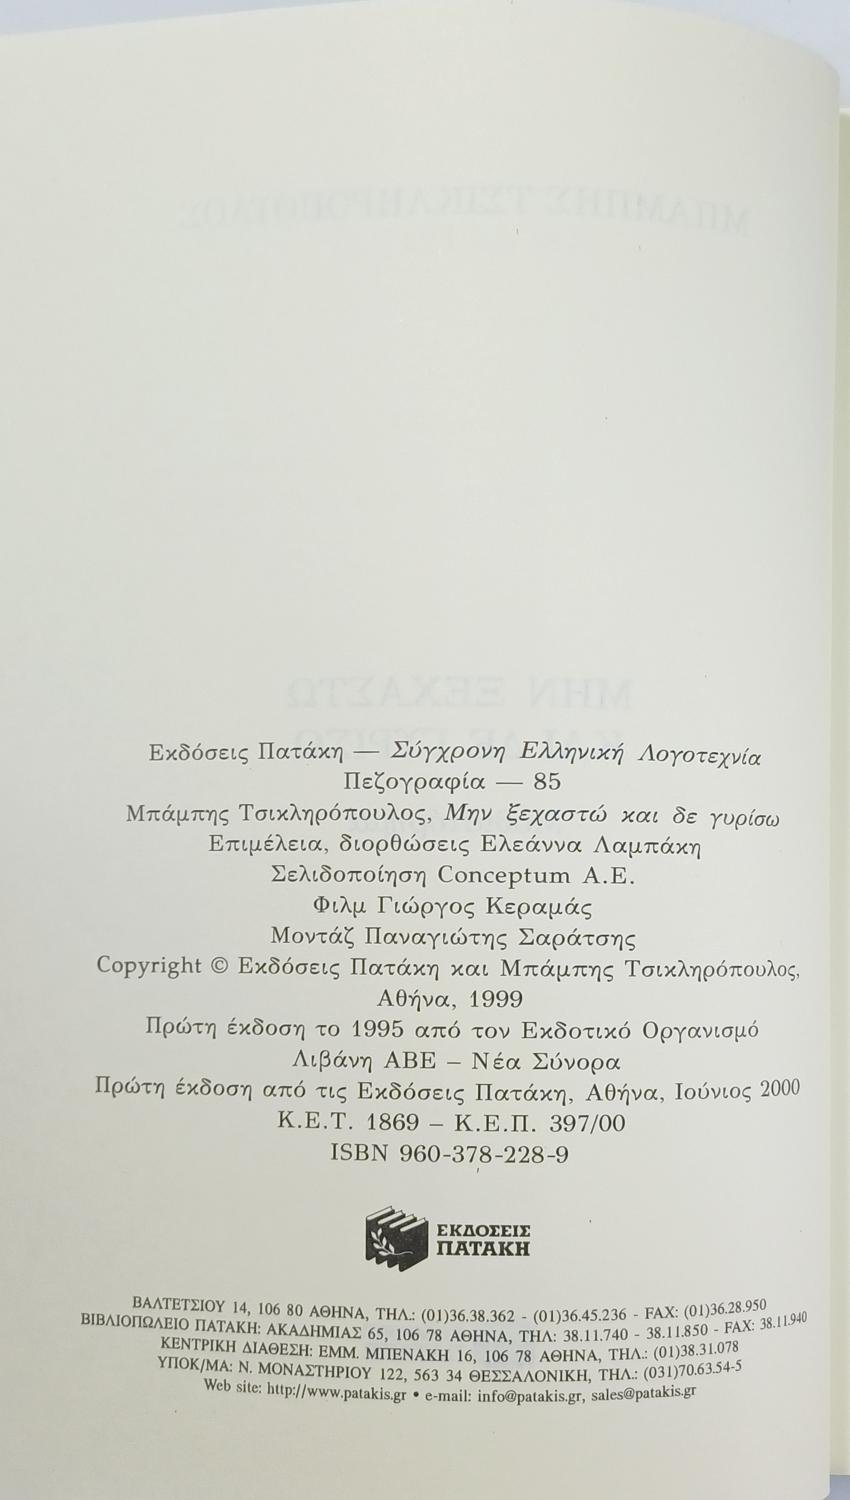 Εκδόσεις Πατάκη — Σύγχρονη Ελληνική Λογοτεχνία
Πεζογραφία — 85
Μπάμπης Τσικληρόπουλος, Μην ξεχαστώ και δε γυρίσω
Επιμέλεια, διορθώσεις Ελεάννα Λαμπάκη
Σελιδοποίηση Conceptum A.E.
Φιλμ Γιώργος Κεραμάς
Μοντάζ Παναγιώτης Σαράτσης
Copyright © Εκδόσεις Πατάκη και Μπάμπης Τσικληρόπουλος,
Αθήνα, 1999
Πρώτη έκδοση το 1995 από τον Εκδοτικό Οργανισμό
Λιβάνη ΑΒΕ – Νέα Σύνορα
Πρώτη έκδοση από τις Εκδόσεις Πατάκη, Αθήνα, Ιούνιος 2000
Κ.Ε.Τ. 1869 – Κ.Ε.Π. 397/00
ISBN 960-378-228-9
ΕΚΔΟΣΕΙΣ
ΠΑΤΑΚΗ
ΒΑΛΤΕΤΣΙΟΥ 14, 106 80 ΑΘΗΝΑ, ΤΗΛ.: (01)36.38.362 - (01)36.45.236 - FAX: (01)36.28.950
ΒΙΒΛΙΟΠΩΛΕΙΟ ΠΑΤΑΚΗ: ΑΚΑΔΗΜΙΑΣ 65, 106 78 ΑΘΗΝΑ, ΤΗΛ: 38.11.740 - 38.11.850 - FAX: 38.11.940
ΚΕΝΤΡΙΚΗ ΔΙΑΘΕΣΗ: ΕΜΜ. ΜΠΕΝΑΚΗ 16, 106 78 ΑΘΗΝΑ, ΤΗΛ.: (01)38.31.078
ΥΠΟΚ/ΜΑ: Ν. ΜΟΝΑΣΤΗΡΙΟΥ 122, 563 34 ΘΕΣΣΑΛΟΝΙΚΗ, ΤΗΛ.: (031)70.63.54-5
Web site: http://www.patakis.gr • e-mail: info@patakis.gr, sales@patakis.gr